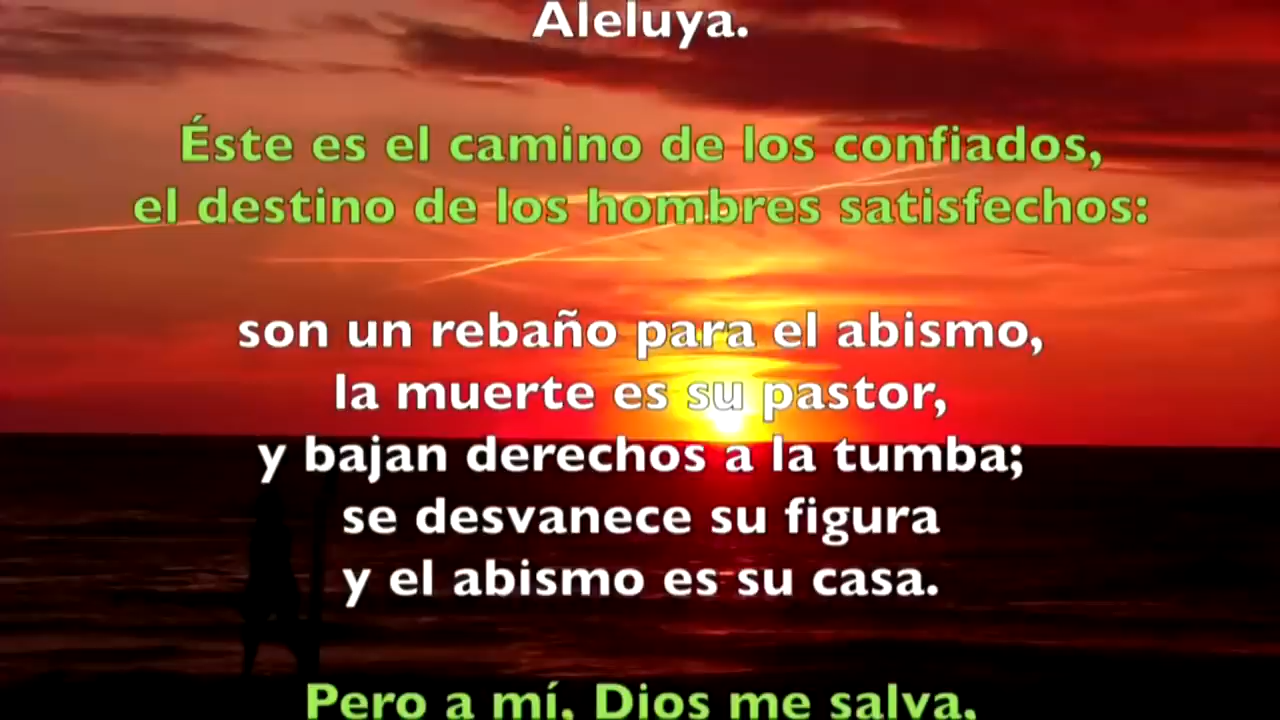 Aleluya.
Éste es el camino de los confiados,
el destino de los hombres satisfechos:
son un rebaño para el abismo,
la muerte es su pastor,
y bajan derechos a la tumba;
se desvanece su figura
y el abismo es su casa.
Pero a mí, Dios me salva,